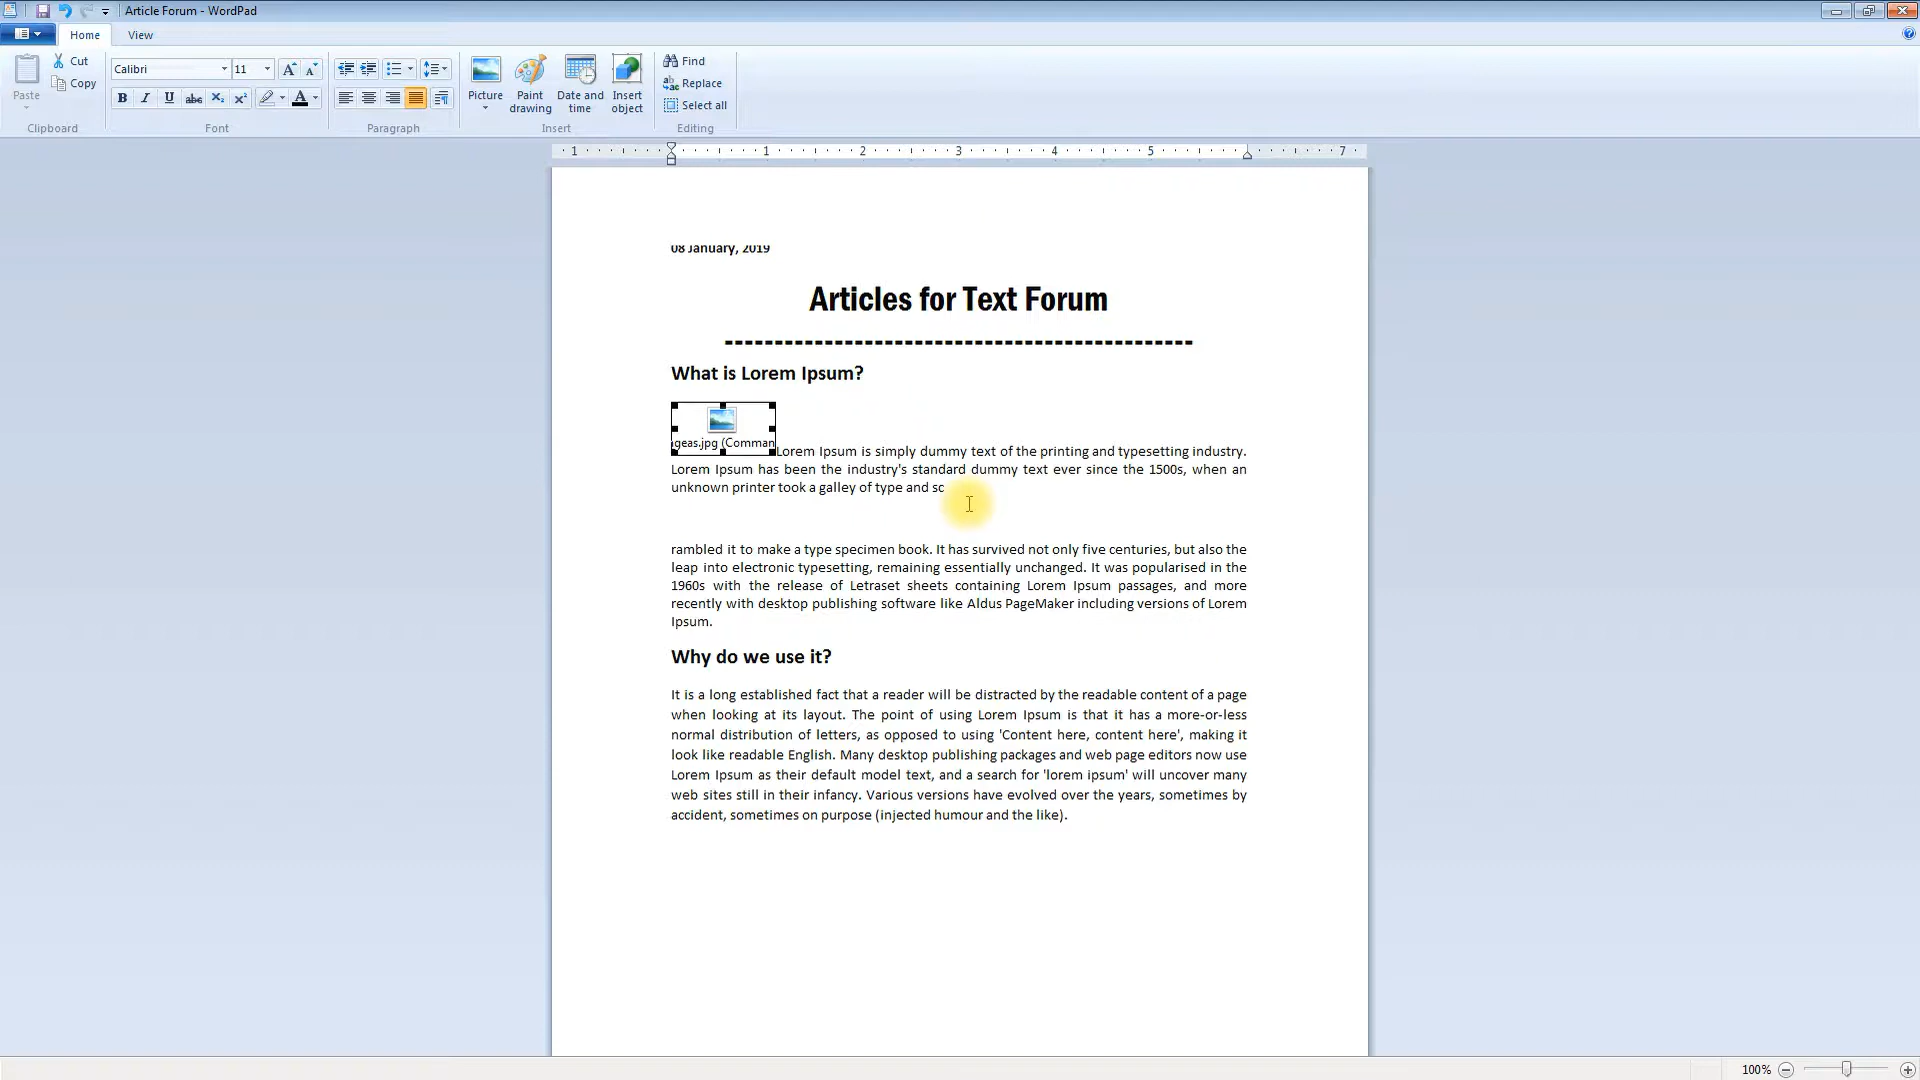 Article Forum - WordPad
Home View
Paste
Cut
Copy
Clipboard
Calibri 11
B I U abc X₂ X²
A
Font
Paragraph
Picture
Paint drawing
Date and time
Insert object
Insert
Find
Replace
Select all
Editing
1 1 2 3 4 5 7
08 January, 2019
Articles for Text Forum
-----------------------------------------------
What is Lorem Ipsum?
geas.jpg (Comman
Lorem Ipsum is simply dummy text of the printing and typesetting industry.
Lorem Ipsum has been the industry's standard dummy text ever since the 1500s, when an
unknown printer took a galley of type and sc
rambled it to make a type specimen book. It has survived not only five centuries, but also the
leap into electronic typesetting, remaining essentially unchanged. It was popularised in the
1960s with the release of Letraset sheets containing Lorem Ipsum passages, and more
recently with desktop publishing software like Aldus PageMaker including versions of Lorem
Ipsum.
Why do we use it?
It is a long established fact that a reader will be distracted by the readable content of a page
when looking at its layout. The point of using Lorem Ipsum is that it has a more-or-less
normal distribution of letters, as opposed to using 'Content here, content here', making it
look like readable English. Many desktop publishing packages and web page editors now use
Lorem Ipsum as their default model text, and a search for 'lorem ipsum' will uncover many
web sites still in their infancy. Various versions have evolved over the years, sometimes by
accident, sometimes on purpose (injected humour and the like).
100%